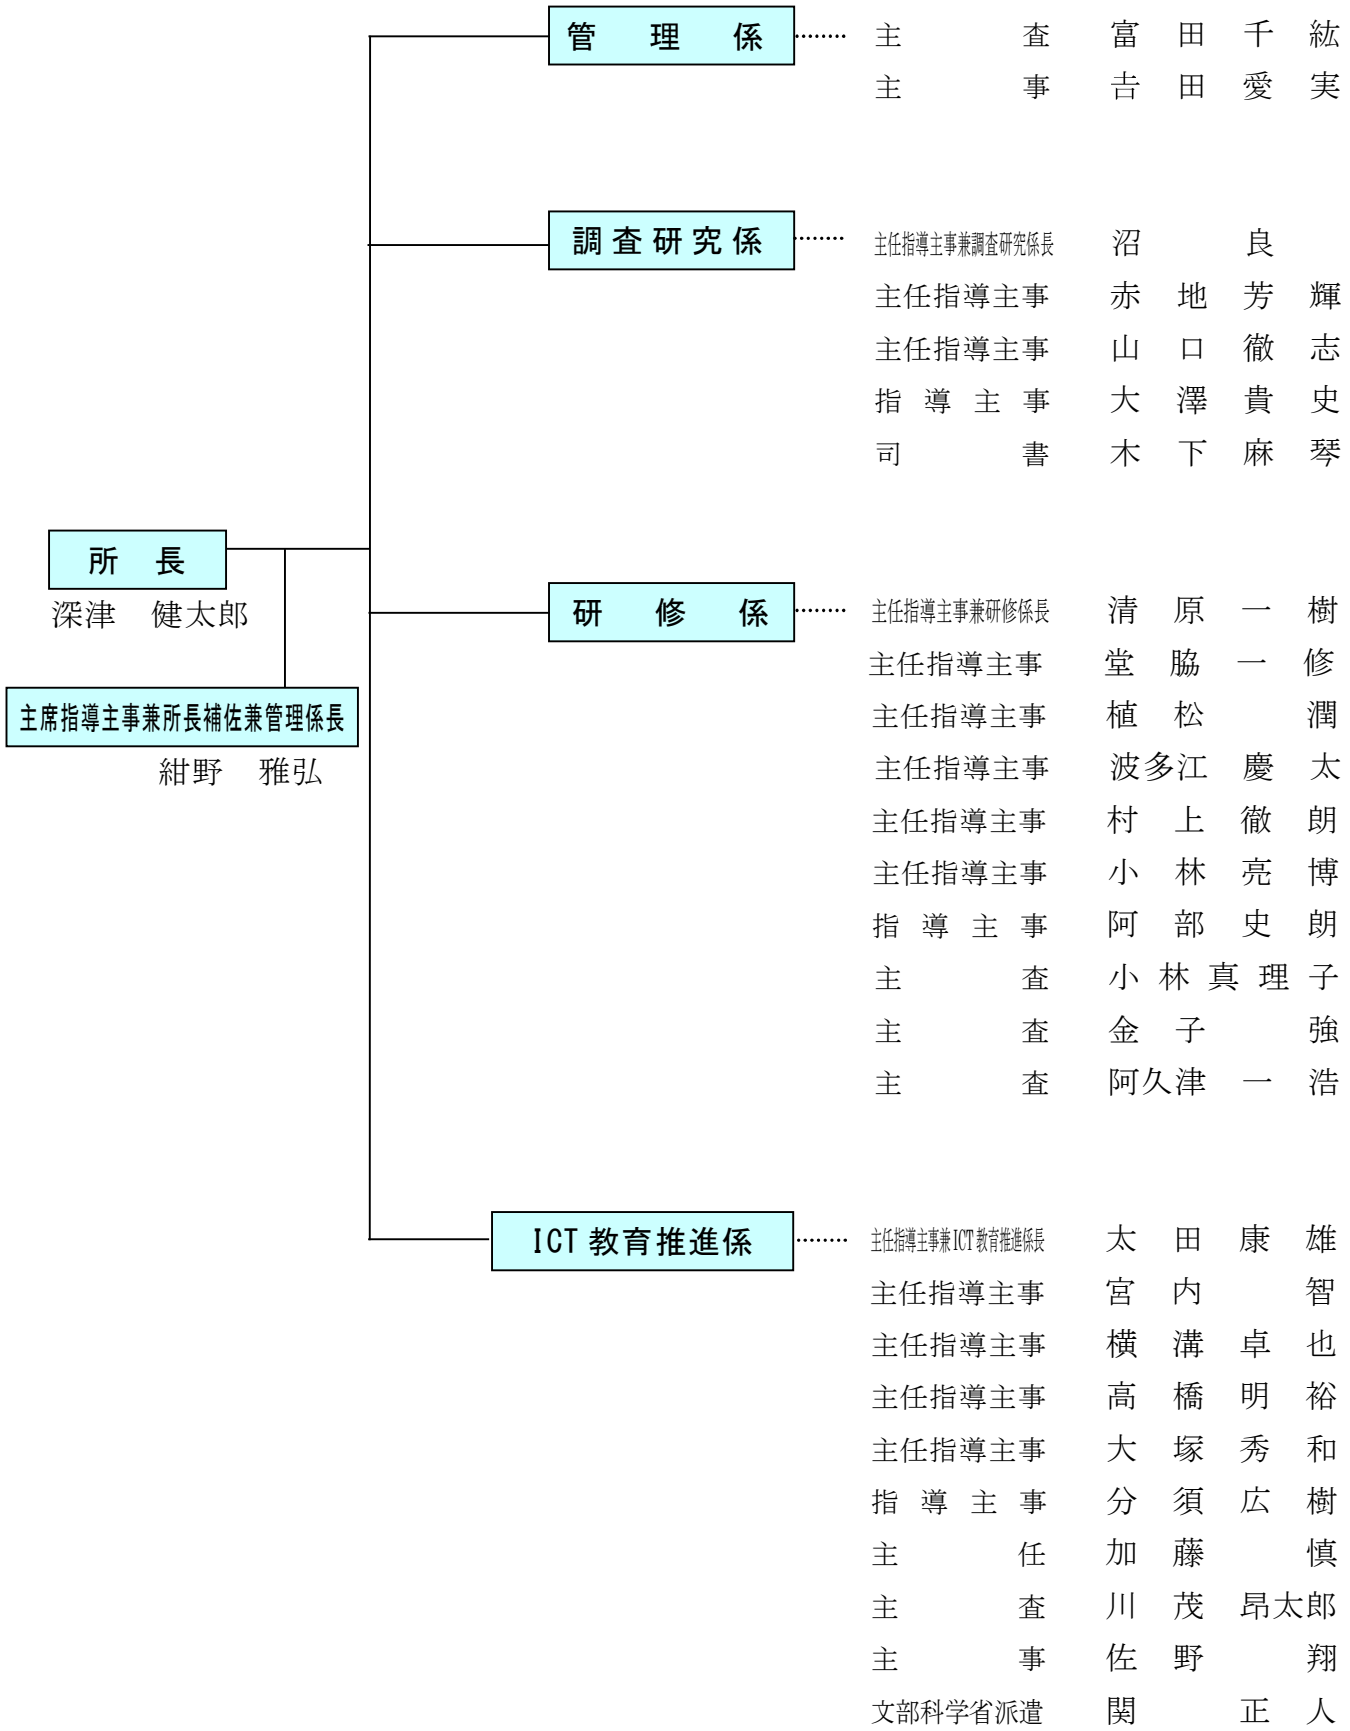 管理係
主査 富田千紘
主事 𠮷田愛実
調査研究係
主任指導主事兼調査研究係長 沼良
主任指導主事 赤地芳輝
主任指導主事 山口徹志
指導主事 大澤貴史
司書 木下麻琴
所長
深津 健太郎
主席指導主事兼所長補佐兼管理係長
紺野 雅弘
研修係
主任指導主事兼研修係長 清原一樹
主任指導主事 堂脇一修
主任指導主事 植松潤
主任指導主事 波多江慶太
主任指導主事 村上徹朗
主任指導主事 小林亮博
指導主事 阿部史朗
主査 小林真理子
主査 金子強
主査 阿久津一浩
ICT教育推進係
主任指導主事兼ICT教育推進係長 太田康雄
主任指導主事 宮内智
主任指導主事 横溝卓也
主任指導主事 高橋明裕
主任指導主事 大塚秀和
指導主事 分須広樹
主任 加藤慎
主査 川茂昂太郎
主事 佐野翔
文部科学省派遣 関正人